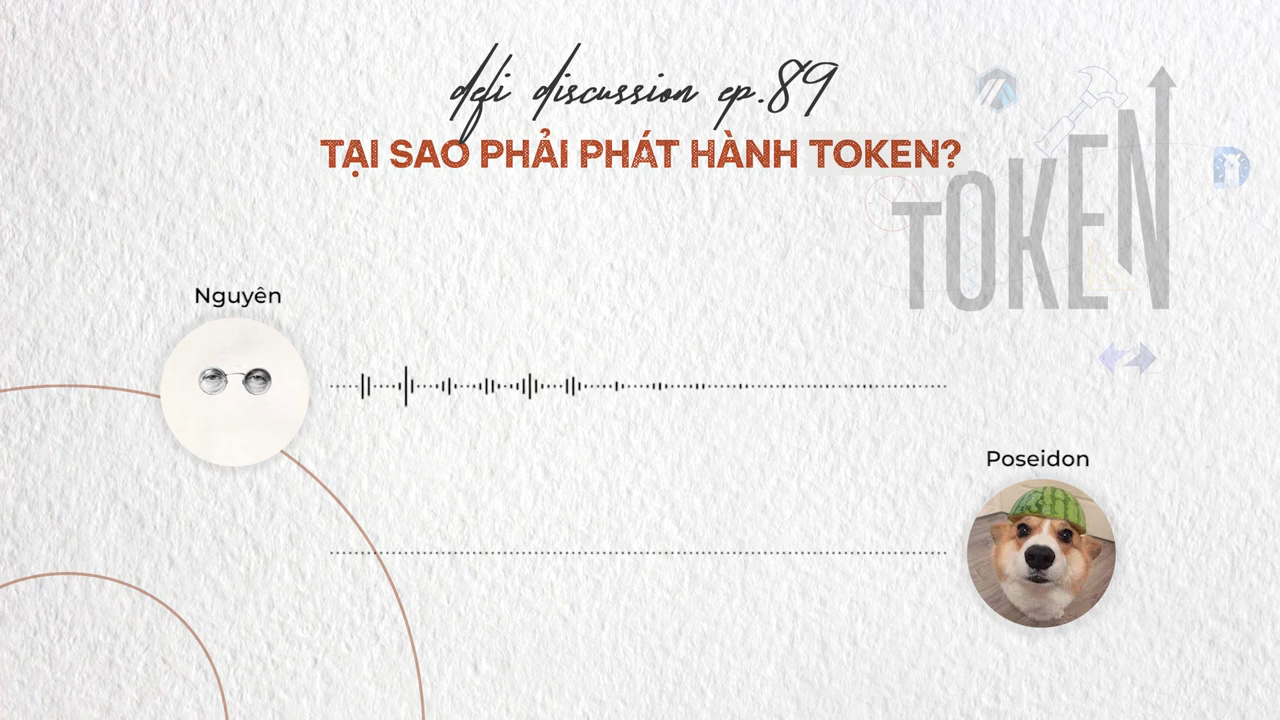 defi discussion ep.89
TẠI SAO PHẢI PHÁT HÀNH TOKEN?
TOKEN
Nguyên
Poseidon